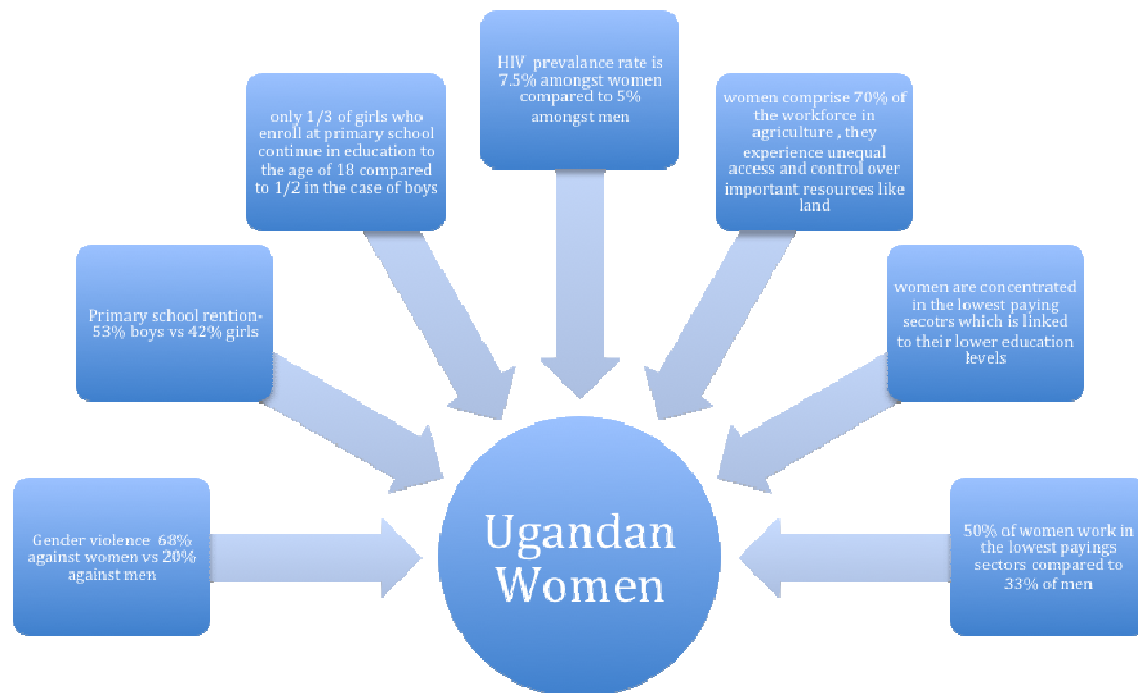 HIV prevalance rate is
7.5% amongst women
compared to 5%
amongst men
only 1/3 of girls who
enroll at primary school
continue in education to
the age of 18 compared
to 1/2 in the case of boys
women comprise 70% of
the workforce in
agriculture , they
experience unequal
access and control over
important resources like
land
Primary school rention-
53% boys vs 42% girls
women are concentrated
in the lowest paying
secotrs which is linked
to their lower education
levels
Gender violence 68%
against women vs 20%
against men
Ugandan
Women
50% of women work in
the lowest payings
sectors compared to
33% of men